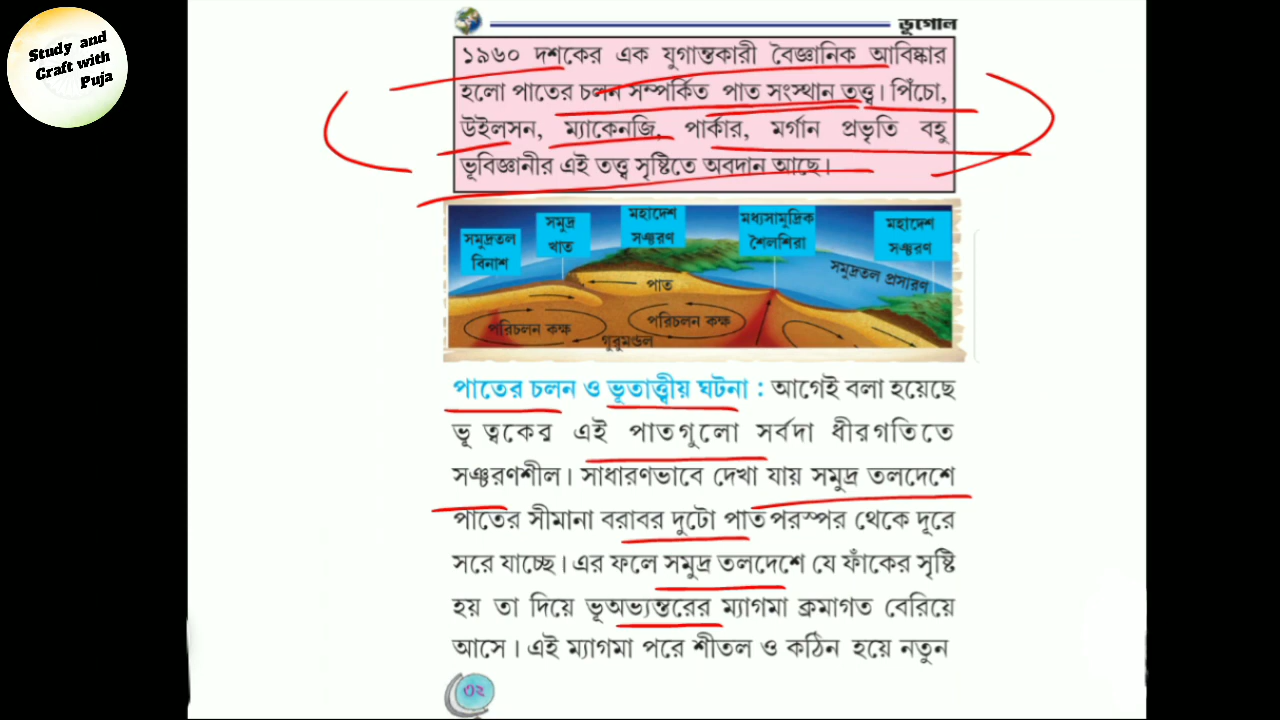 Study and
Craft with
Puja
ভূগোল
১৯৬০ দশকের এক যুগান্তকারী বৈজ্ঞানিক আবিষ্কার
হলো পাতের চলন সম্পর্কিত পাত সংস্থান তত্ত্ব। পিঁচো,
উইলসন, ম্যাকেনজি, পার্কার, মর্গান প্রভৃতি বহু
ভূবিজ্ঞানীর এই তত্ত্ব সৃষ্টিতে অবদান আছে।
সমুদ্রতল
বিনাশ
সমুদ্র
খাত
মহাদেশ
সঞ্চরণ
মধ্যসামুদ্রিক
শৈলশিরা
মহাদেশ
সঞ্চরণ
সমুদ্রতল প্রসারণ
পাত
পরিচলন কক্ষ
পরিচলন কক্ষ
গুরুমণ্ডল
পাতের চলন ও ভূতাত্ত্বীয় ঘটনা : আগেই বলা হয়েছে
ভূ ত্বকের এই পাতগুলো সর্বদা ধীরগতিতে
সঞ্চরণশীল। সাধারণভাবে দেখা যায় সমুদ্র তলদেশে
পাতের সীমানা বরাবর দুটো পাত পরস্পর থেকে দূরে
সরে যাচ্ছে। এর ফলে সমুদ্র তলদেশে যে ফাঁকের সৃষ্টি
হয় তা দিয়ে ভূঅভ্যন্তরের ম্যাগমা ক্রমাগত বেরিয়ে
আসে। এই ম্যাগমা পরে শীতল ও কঠিন হয়ে নতুন
৩২